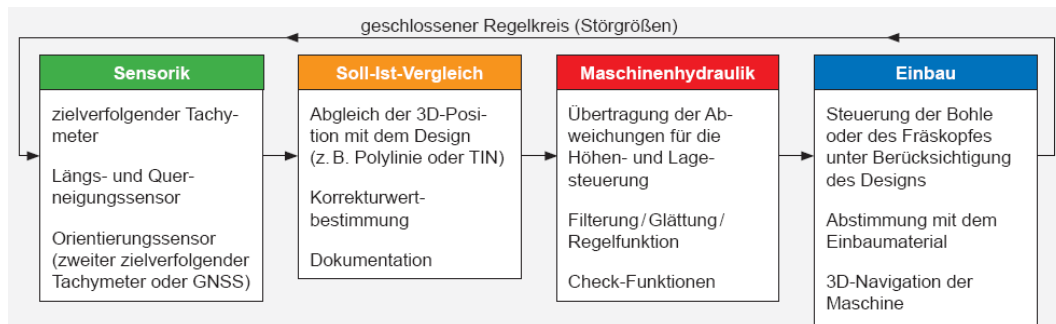 geschlossener Regelkreis (Störgrößen)
Sensorik
zielverfolgender Tachy-
meter
Längs- und Quer-
neigungssensor
Orientierungssensor
(zweiter zielverfolgender
Tachymeter oder GNSS)
Soll-Ist-Vergleich
Abgleich der 3D-Posi-
tion mit dem Design
(z. B. Polylinie oder TIN)
Korrekturwert-
bestimmung
Dokumentation
Maschinenhydraulik
Übertragung der Ab-
weichungen für die
Höhen- und Lage-
steuerung
Filterung / Glättung /
Regelfunktion
Check-Funktionen
Einbau
Steuerung der Bohle
oder des Fräskopfes
unter Berücksichtigung
des Designs
Abstimmung mit dem
Einbaumaterial
3D-Navigation der
Maschine